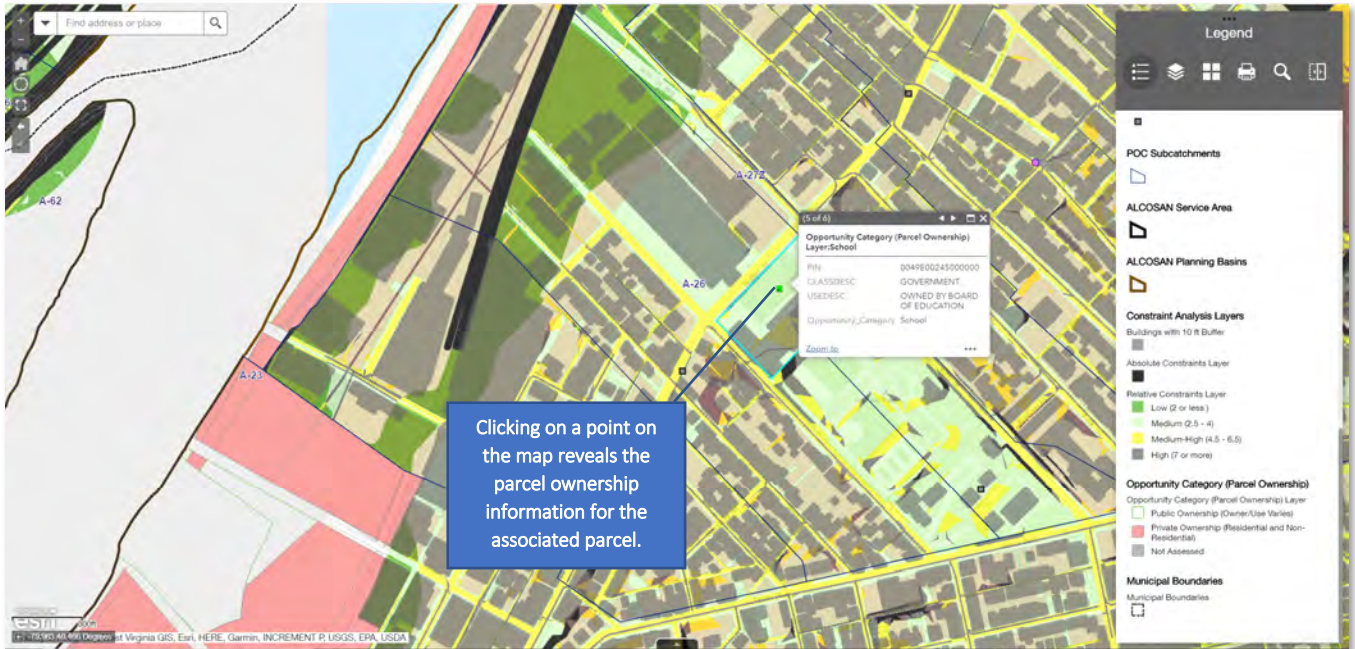 Find address or place
A-62
A-27Z
A-26
A-23
(5 of 6)
Opportunity Category (Parcel Ownership)
Layer:School
PIN 0049E00245000000
CLASSDESC GOVERNMENT
USEDESC OWNED BY BOARD
OF EDUCATION
Opportunity_Category School
Zoom to
Clicking on a point on
the map reveals the
parcel ownership
information for the
associated parcel.
Legend
POC Subcatchments
ALCOSAN Service Area
ALCOSAN Planning Basins
Constraint Analysis Layers
Buildings with 10 ft Buffer
Absolute Constraints Layer
Relative Constraints Layer
Low (2 or less )
Medium (2.5 - 4)
Medium-High (4.5 - 6.5)
High (7 or more)
Opportunity Category (Parcel Ownership)
Opportunity Category (Parcel Ownership) Layer
Public Ownership (Owner/Use Varies)
Private Ownership (Residential and Non-
Residential)
Not Assessed
Municipal Boundaries
Municipal Boundaries
esri
Degrees
Virginia GIS, Esri, HERE, Garmin, INCREMENT P, USGS, EPA, USDA